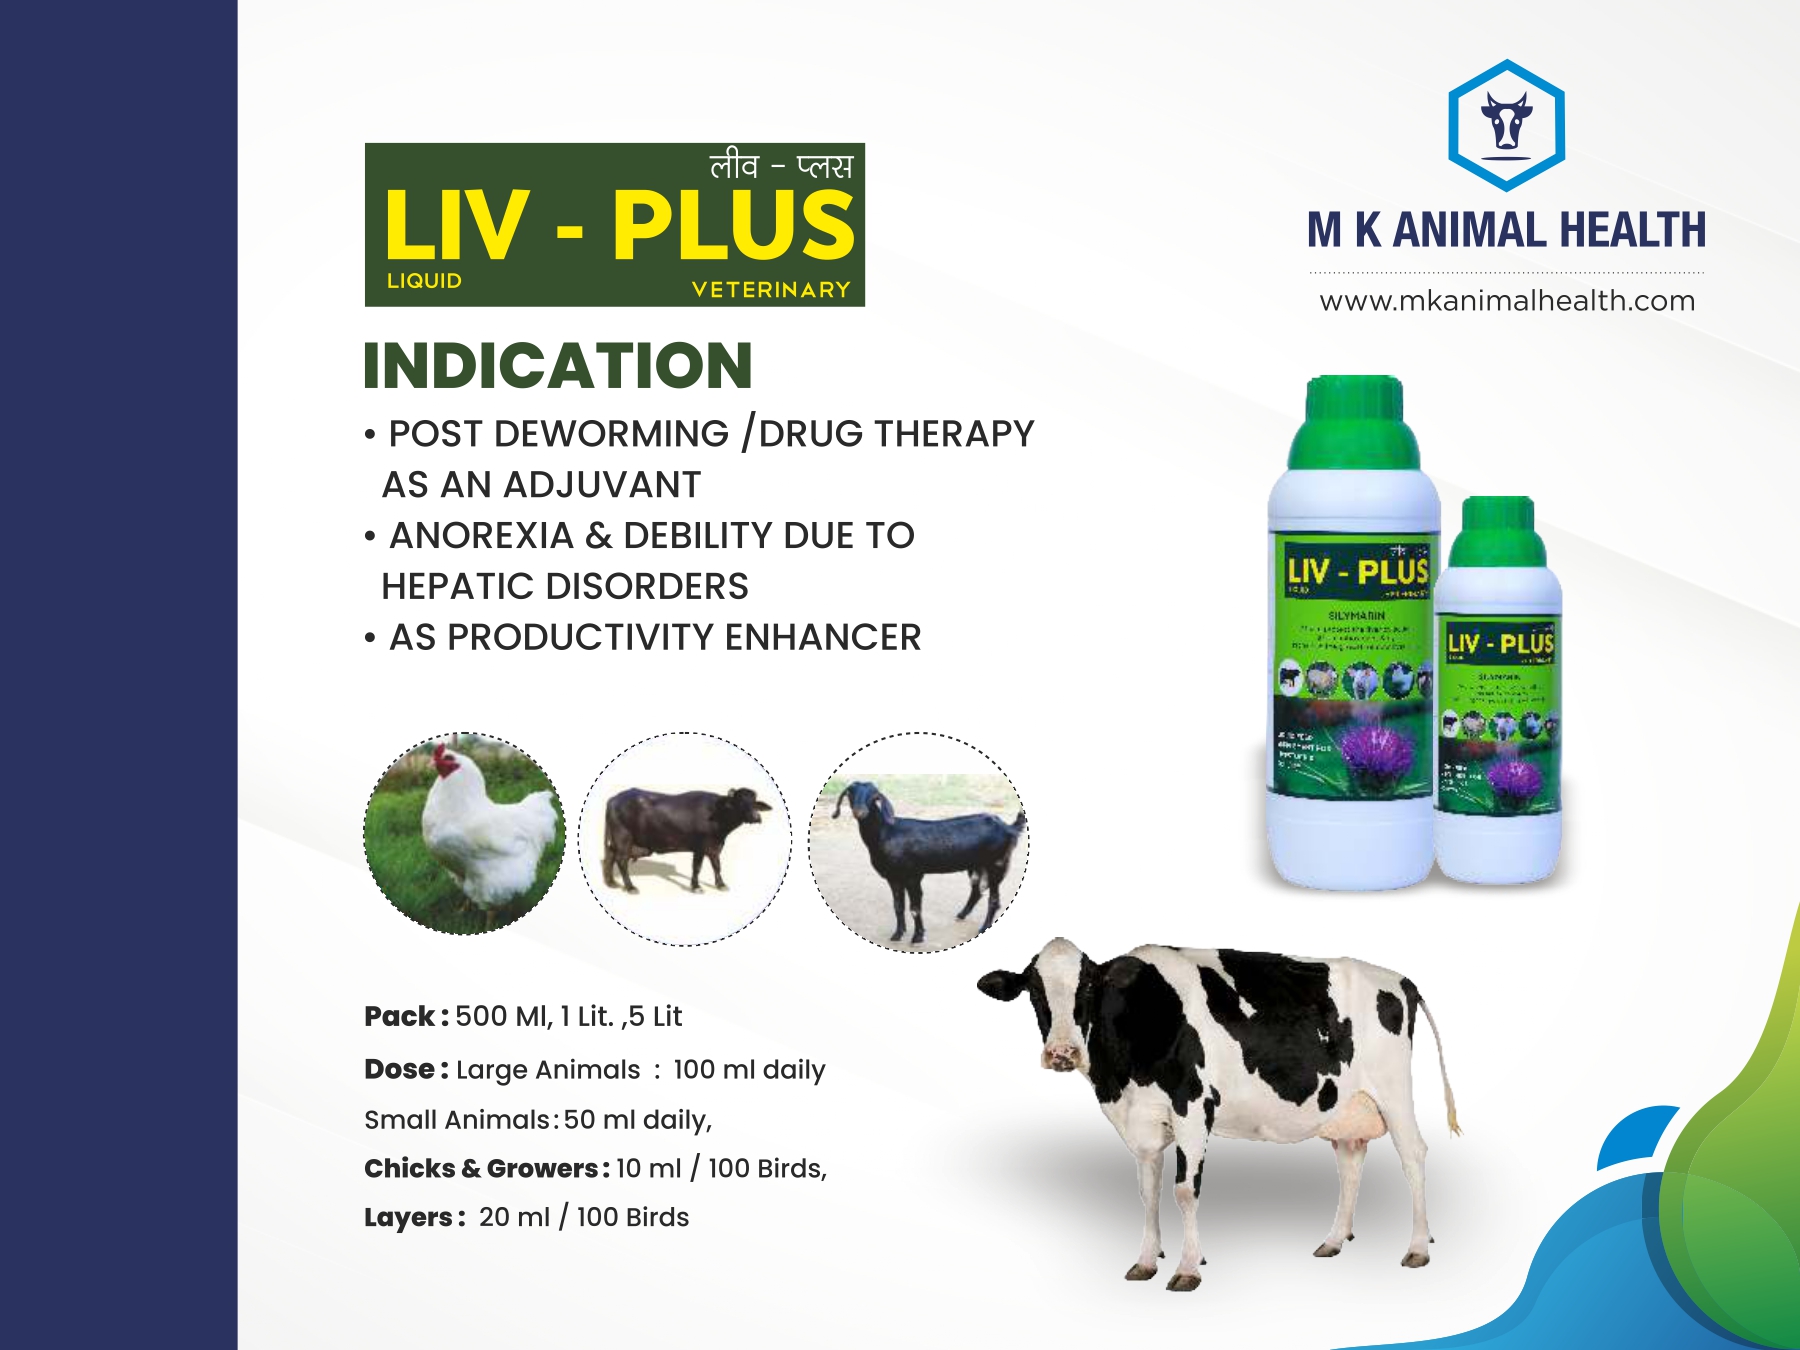 लीव - प्लस
LIV - PLUS
LIQUID
VETERINARY
M K ANIMAL HEALTH
www.mkanimalhealth.com
INDICATION
• POST DEWORMING /DRUG THERAPY
AS AN ADJUVANT
• ANOREXIA & DEBILITY DUE TO
HEPATIC DISORDERS
• AS PRODUCTIVITY ENHANCER
LIV - PLUS
SILYMARIN
LIV - PLUS
SILYMARIN
Pack : 500 Ml, 1 Lit. ,5 Lit
Dose : Large Animals : 100 ml daily
Small Animals : 50 ml daily,
Chicks & Growers : 10 ml / 100 Birds,
Layers : 20 ml / 100 Birds